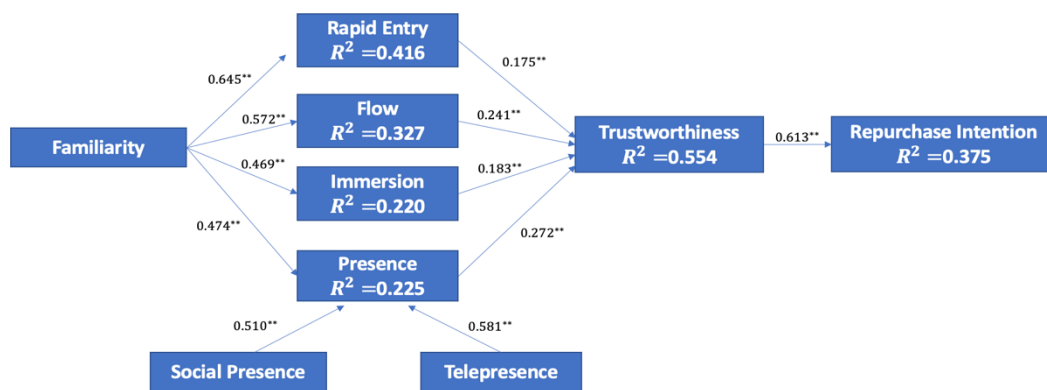 Rapid Entry
R² =0.416
0.645**
0.175**
Flow
R² =0.327
0.572**
0.241**
Familiarity
Trustworthiness
R² =0.554
0.613**
Repurchase Intention
R² =0.375
0.469**
Immersion
R² =0.220
0.183**
0.474**
0.272**
Presence
R² =0.225
0.510**
0.581**
Social Presence
Telepresence